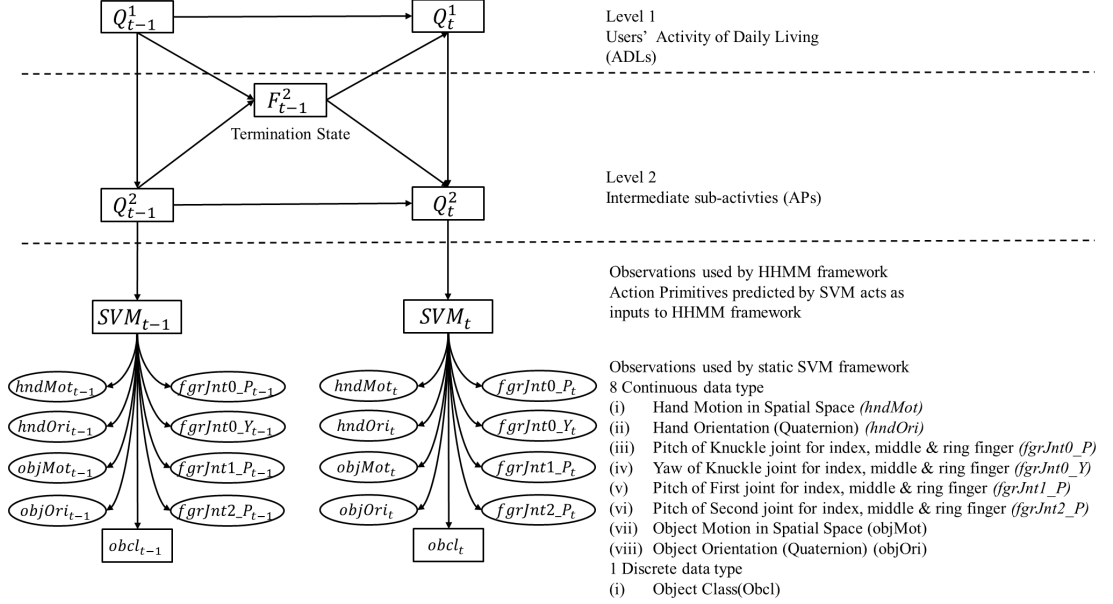 Q^1_{t-1}
Q^1_t
Level 1
Users' Activity of Daily Living
(ADLs)
F^2_{t-1}
Termination State
Q^2_{t-1}
Q^2_t
Level 2
Intermediate sub-activties (APs)
Observations used by HHMM framework
Action Primitives predicted by SVM acts as
inputs to HHMM framework
SVM_{t-1}
SVM_t
hndMot_{t-1}
fgrJnt0_P_{t-1}
hndOri_{t-1}
fgrJnt0_Y_{t-1}
objMot_{t-1}
fgrJnt1_P_{t-1}
objOri_{t-1}
fgrJnt2_P_{t-1}
obcl_{t-1}
hndMot_t
fgrJnt0_P_t
hndOri_t
fgrJnt0_Y_t
objMot_t
fgrJnt1_P_t
objOri_t
fgrJnt2_P_t
obcl_t
Observations used by static SVM framework
8 Continuous data type
(i) Hand Motion in Spatial Space (hndMot)
(ii) Hand Orientation (Quaternion) (hndOri)
(iii) Pitch of Knuckle joint for index, middle & ring finger (fgrJnt0_P)
(iv) Yaw of Knuckle joint for index, middle & ring finger (fgrJnt0_Y)
(v) Pitch of First joint for index, middle & ring finger (fgrJnt1_P)
(vi) Pitch of Second joint for index, middle & ring finger (fgrJnt2_P)
(vii) Object Motion in Spatial Space (objMot)
(viii) Object Orientation (Quaternion) (objOri)
1 Discrete data type
(i) Object Class(Obcl)